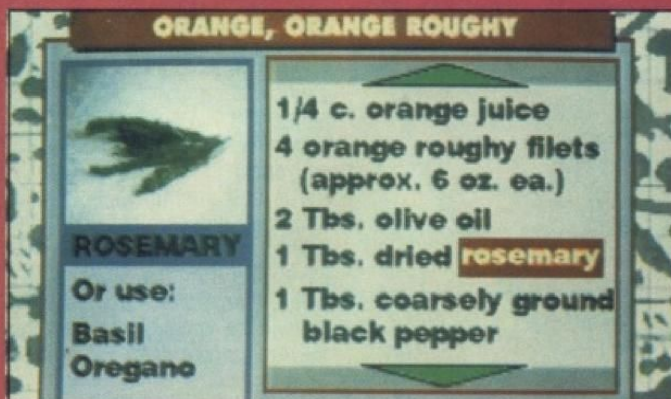 ORANGE, ORANGE ROUGHY
ROSEMARY
Or use:
Basil
Oregano
1/4 c. orange juice
4 orange roughy filets
(approx. 6 oz. ea.)
2 Tbs. olive oil
1 Tbs. dried rosemary
1 Tbs. coarsely ground
black pepper